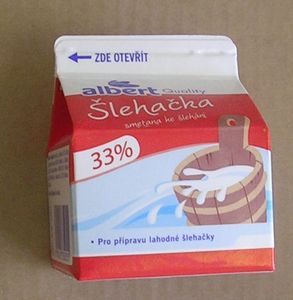 ZDE OTEVŘÍT
albert Quality
Šlehačka
smetana ke šlehání
33%
• Pro přípravu lahodné šlehačky